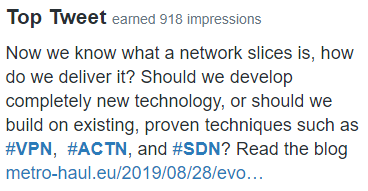 Top Tweet earned 918 impressions
Now we know what a network slices is, how
do we deliver it? Should we develop
completely new technology, or should we
build on existing, proven techniques such as
#VPN, #ACTN, and #SDN? Read the blog
metro-haul.eu/2019/08/28/evo…